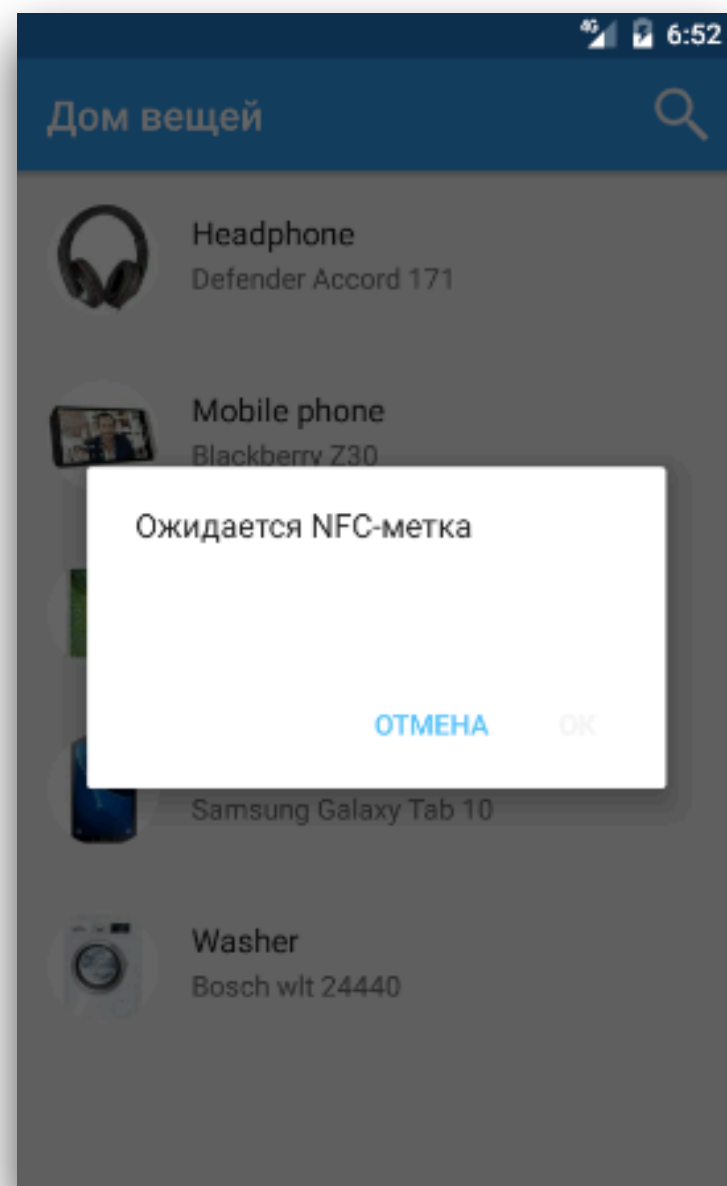 4G 6:52
Дом вещей
Headphone
Defender Accord 171
Mobile phone
Blackberry Z30
Ожидается NFC-метка
ОТМЕНА OK
Samsung Galaxy Tab 10
Washer
Bosch wlt 24440